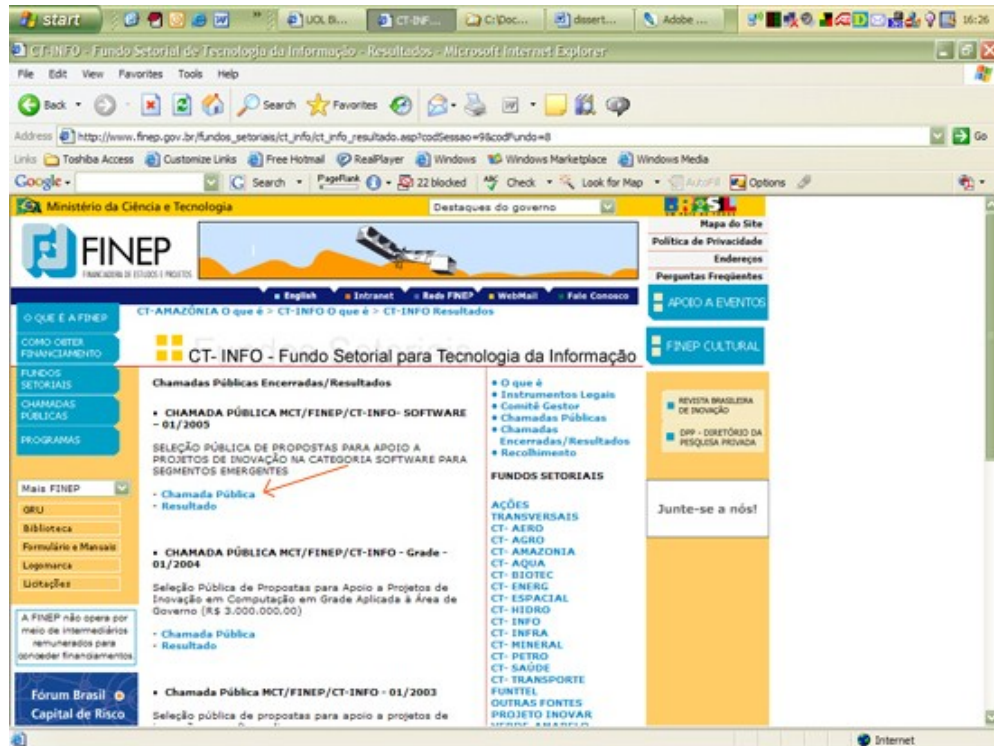 start
UOL B...
CT-INF...
C:\Doc...
dissert...
Adobe ...
16:26
CT-INFO - Fundo Setorial de Tecnologia da Informação - Resultados - Microsoft Internet Explorer
File Edit View Favorites Tools Help
Back Search Favorites
Address http://www.finep.gov.br/fundos_setoriais/ct_info/ct_info_resultado.asp?codSessao=9&codFundo=8 Go
Links Toshiba Access Customize Links Free Hotmail RealPlayer Windows Windows Marketplace Windows Media
Google Search PageRank 22 blocked Check Look for Map AutoFill Options
Ministério da Ciência e Tecnologia
Destaques do governo
BRASIL
FINEP
FINANCIADORA DE ESTUDOS E PROJETOS
Mapa do Site
Política de Privacidade
Endereços
Perguntas Freqüentes
English Intranet Rede FINEP WebMail Fale Conosco
O QUE É A FINEP
COMO OBTER
FINANCIAMENTO
FUNDOS
SETORIAIS
CHAMADAS
PÚBLICAS
PROGRAMAS
Mais FINEP
GRU
Biblioteca
Formulário e Manuais
Logomarca
Licitações
A FINEP não opera por
meio de intermediários
remunerados para
conceder financiamentos.
Fórum Brasil
Capital de Risco
CT-AMAZÔNIA O que é > CT-INFO O que é > CT-INFO Resultados
Fundos Setoriais
CT- INFO - Fundo Setorial para Tecnologia da Informação
Chamadas Públicas Encerradas/Resultados
• CHAMADA PÚBLICA MCT/FINEP/CT-INFO- SOFTWARE
– 01/2005
SELEÇÃO PÚBLICA DE PROPOSTAS PARA APOIO A
PROJETOS DE INOVAÇÃO NA CATEGORIA SOFTWARE PARA
SEGMENTOS EMERGENTES
- Chamada Pública
- Resultado
• CHAMADA PÚBLICA MCT/FINEP/CT-INFO - Grade -
01/2004
Seleção Pública de Propostas para Apoio a Projetos de
Inovação em Computação em Grade Aplicada à Área de
Governo (R$ 3.000.000,00)
- Chamada Pública
- Resultado
• Chamada Pública MCT/FINEP/CT-INFO - 01/2003
Seleção pública de propostas para apoio a projetos de
• O que é
• Instrumentos Legais
• Comitê Gestor
• Chamadas Públicas
• Chamadas
Encerradas/Resultados
• Recolhimento
FUNDOS SETORIAIS
AÇÕES
TRANSVERSAIS
CT- AERO
CT- AGRO
CT- AMAZONIA
CT- AQUA
CT- BIOTEC
CT- ENERG
CT- ESPACIAL
CT- HIDRO
CT- INFO
CT- INFRA
CT- MINERAL
CT- PETRO
CT- SAÚDE
CT- TRANSPORTE
FUNTTEL
OUTRAS FONTES
PROJETO INOVAR
VERDE-AMARELO
APOIO A EVENTOS
FINEP CULTURAL
REVISTA BRASILEIRA
DE INOVAÇÃO
DPP - DIRETÓRIO DA
PESQUISA PRIVADA
Junte-se a nós!
Internet